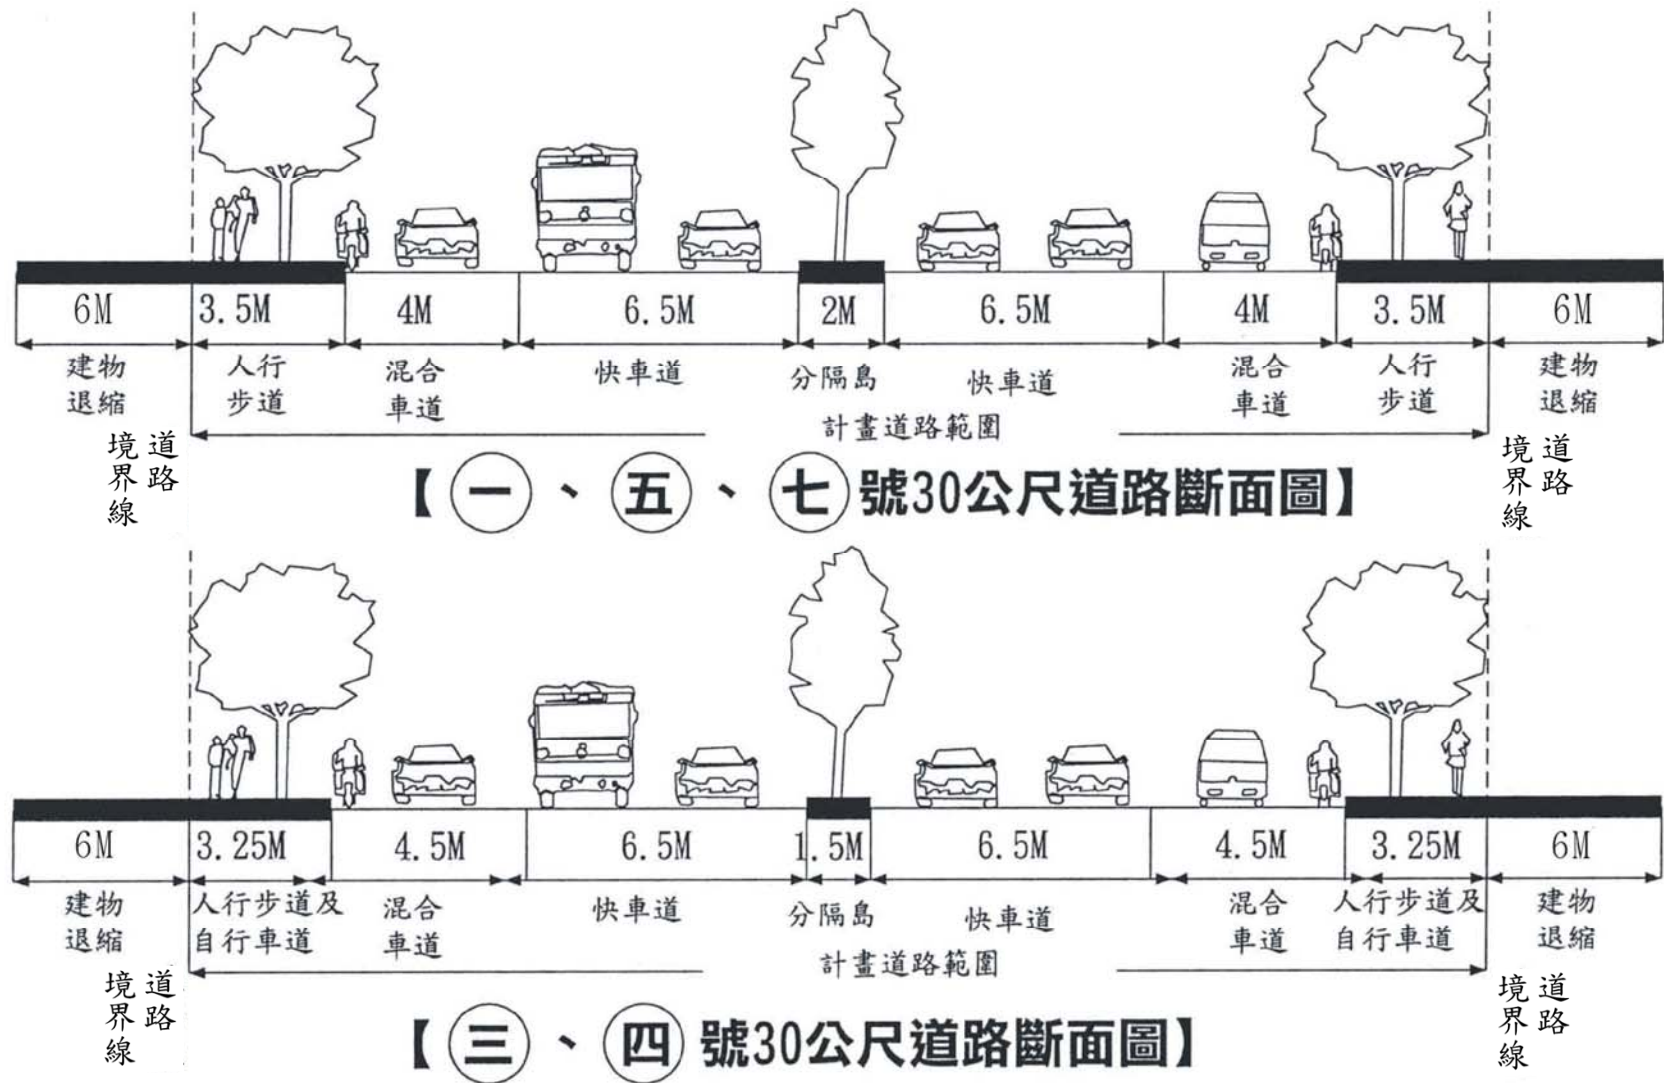 6M 3.5M 4M 6.5M 2M 6.5M 4M 3.5M 6M
建物 人行 混合 快車道 分隔島 快車道 混合 人行 建物
退縮 步道 車道 車道 步道 退縮
計畫道路範圍
道路
境界線
道路
境界線
【一、五、七號30公尺道路斷面圖】
6M 3.25M 4.5M 6.5M 1.5M 6.5M 4.5M 3.25M 6M
建物 人行步道及 混合 快車道 分隔島 快車道 混合 人行步道及 建物
退縮 自行車道 車道 車道 自行車道 退縮
計畫道路範圍
道路
境界線
道路
境界線
【三、四號30公尺道路斷面圖】